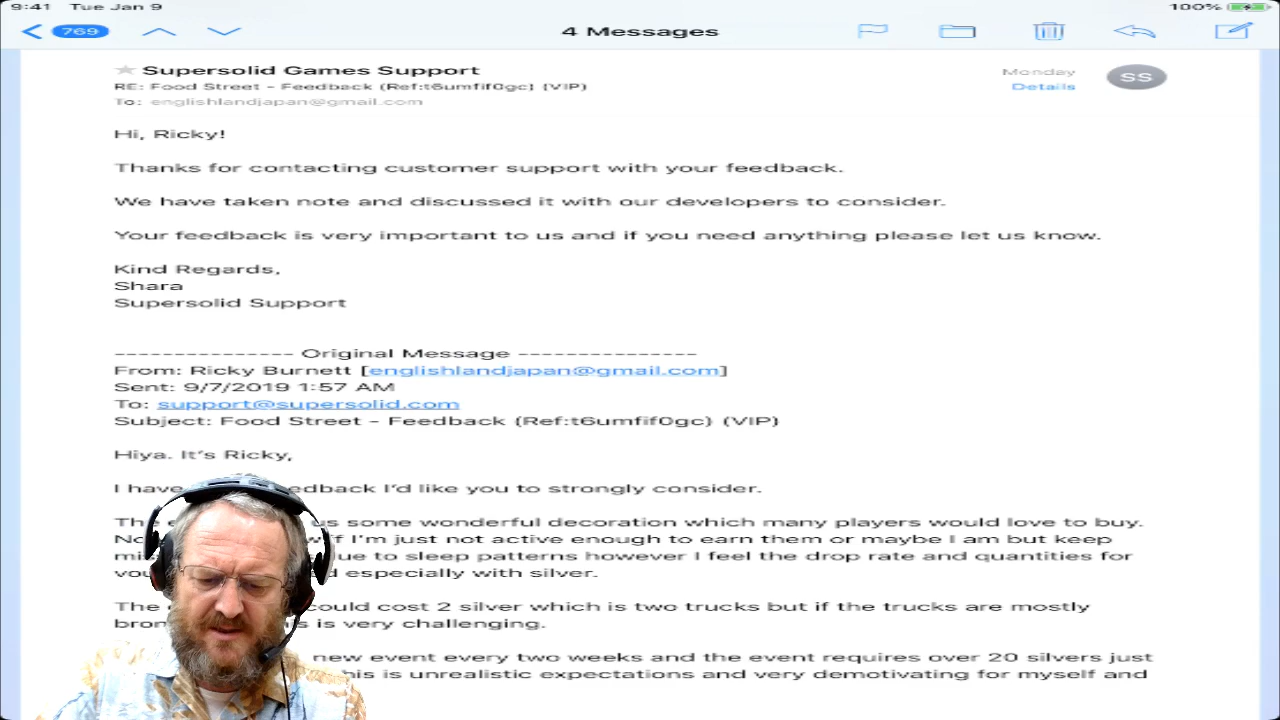 9:41 Tue Jan 9 100%
769 4 Messages
Supersolid Games Support Monday SS
RE: Food Street - Feedback (Ref:t6umfif0gc) (VIP) Details
To: englishlandjapan@gmail.com
Hi, Ricky!
Thanks for contacting customer support with your feedback.
We have taken note and discussed it with our developers to consider.
Your feedback is very important to us and if you need anything please let us know.
Kind Regards,
Shara
Supersolid Support
--------------- Original Message ---------------
From: Ricky Burnett [englishlandjapan@gmail.com]
Sent: 9/7/2019 1:57 AM
To: support@supersolid.com
Subject: Food Street - Feedback (Ref:t6umfif0gc) (VIP)
Hiya. It's Ricky,
I have I'd like you to strongly consider.
The some wonderful decoration which many players would love to buy.
if I'm just not active enough to earn them or maybe I am but keep
due to sleep patterns however I feel the drop rate and quantities for
especially with silver.
The could cost 2 silver which is two trucks but if the trucks are mostly
is very challenging.
new event every two weeks and the event requires over 20 silvers just
is unrealistic expectations and very demotivating for myself and